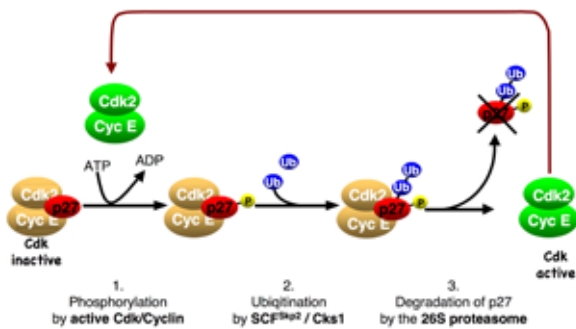 Cdk2
Cyc E
Ub
Ub
p27
P
ATP
ADP
Ub
Ub
Ub
Ub
Cdk2
Cyc E
p27
Cdk2
Cyc E
p27
P
Cdk2
Cyc E
p27
P
Cdk2
Cyc E
Cdk
inactive
Cdk
active
1.
Phosphorylation
by active Cdk/Cyclin
2.
Ubiqitination
by SCFSkp2 / Cks1
3.
Degradation of p27
by the 26S proteasome